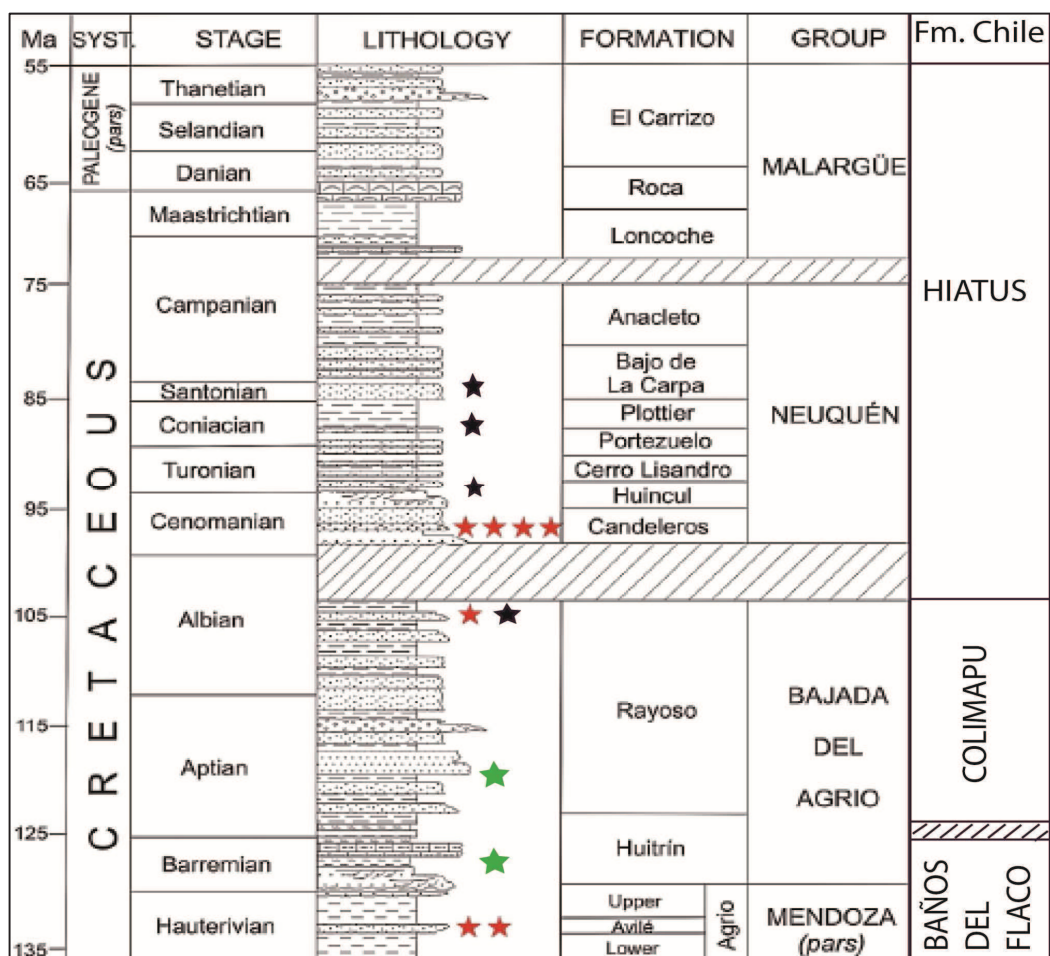 Ma SYST. STAGE LITHOLOGY FORMATION GROUP Fm. Chile
55
65
75
85
95
105
115
125
135
PALEOGENE
(pars)
CRETACEOUS
Thanetian
Selandian
Danian
Maastrichtian
Campanian
Santonian
Coniacian
Turonian
Cenomanian
Albian
Aptian
Barremian
Hauterivian
El Carrizo
Roca
Loncoche
Anacleto
Bajo de
La Carpa
Plottier
Portezuelo
Cerro Lisandro
Huincul
Candeleros
Rayoso
Huitrín
Upper
Avilé
Lower
Agrio
MALARGÜE
NEUQUÉN
BAJADA
DEL
AGRIO
MENDOZA
(pars)
HIATUS
COLIMAPU
BAÑOS
DEL
FLACO